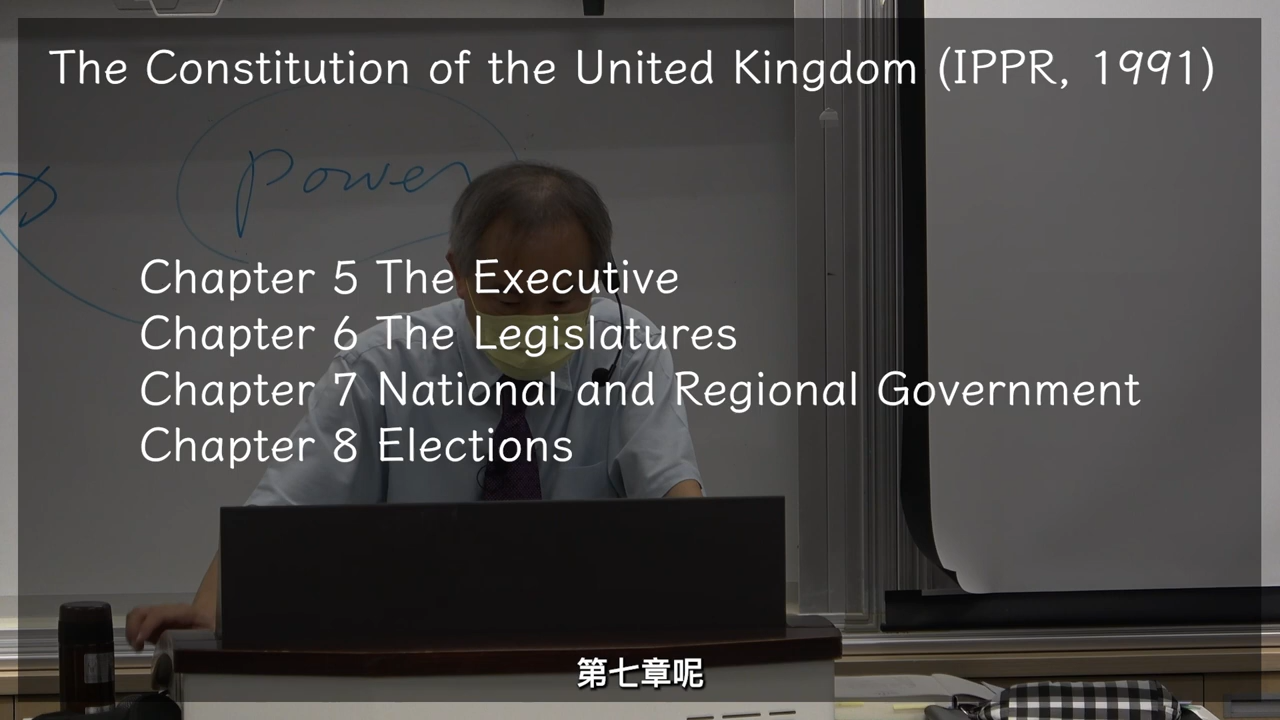 The Constitution of the United Kingdom (IPPR, 1991)
power
Chapter 5 The Executive
Chapter 6 The Legislatures
Chapter 7 National and Regional Government
Chapter 8 Elections
第七章呢